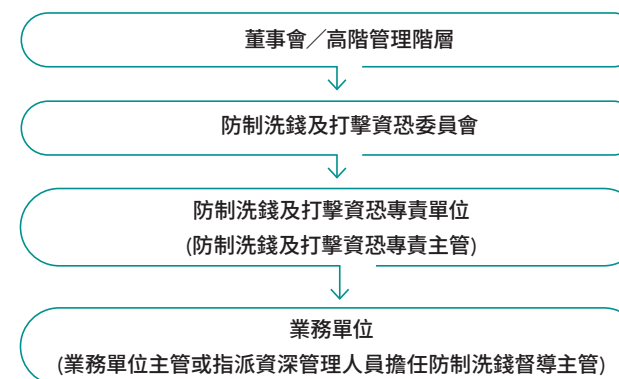 董事會／高階管理階層
防制洗錢及打擊資恐委員會
防制洗錢及打擊資恐專責單位
(防制洗錢及打擊資恐專責主管)
業務單位
(業務單位主管或指派資深管理人員擔任防制洗錢督導主管)